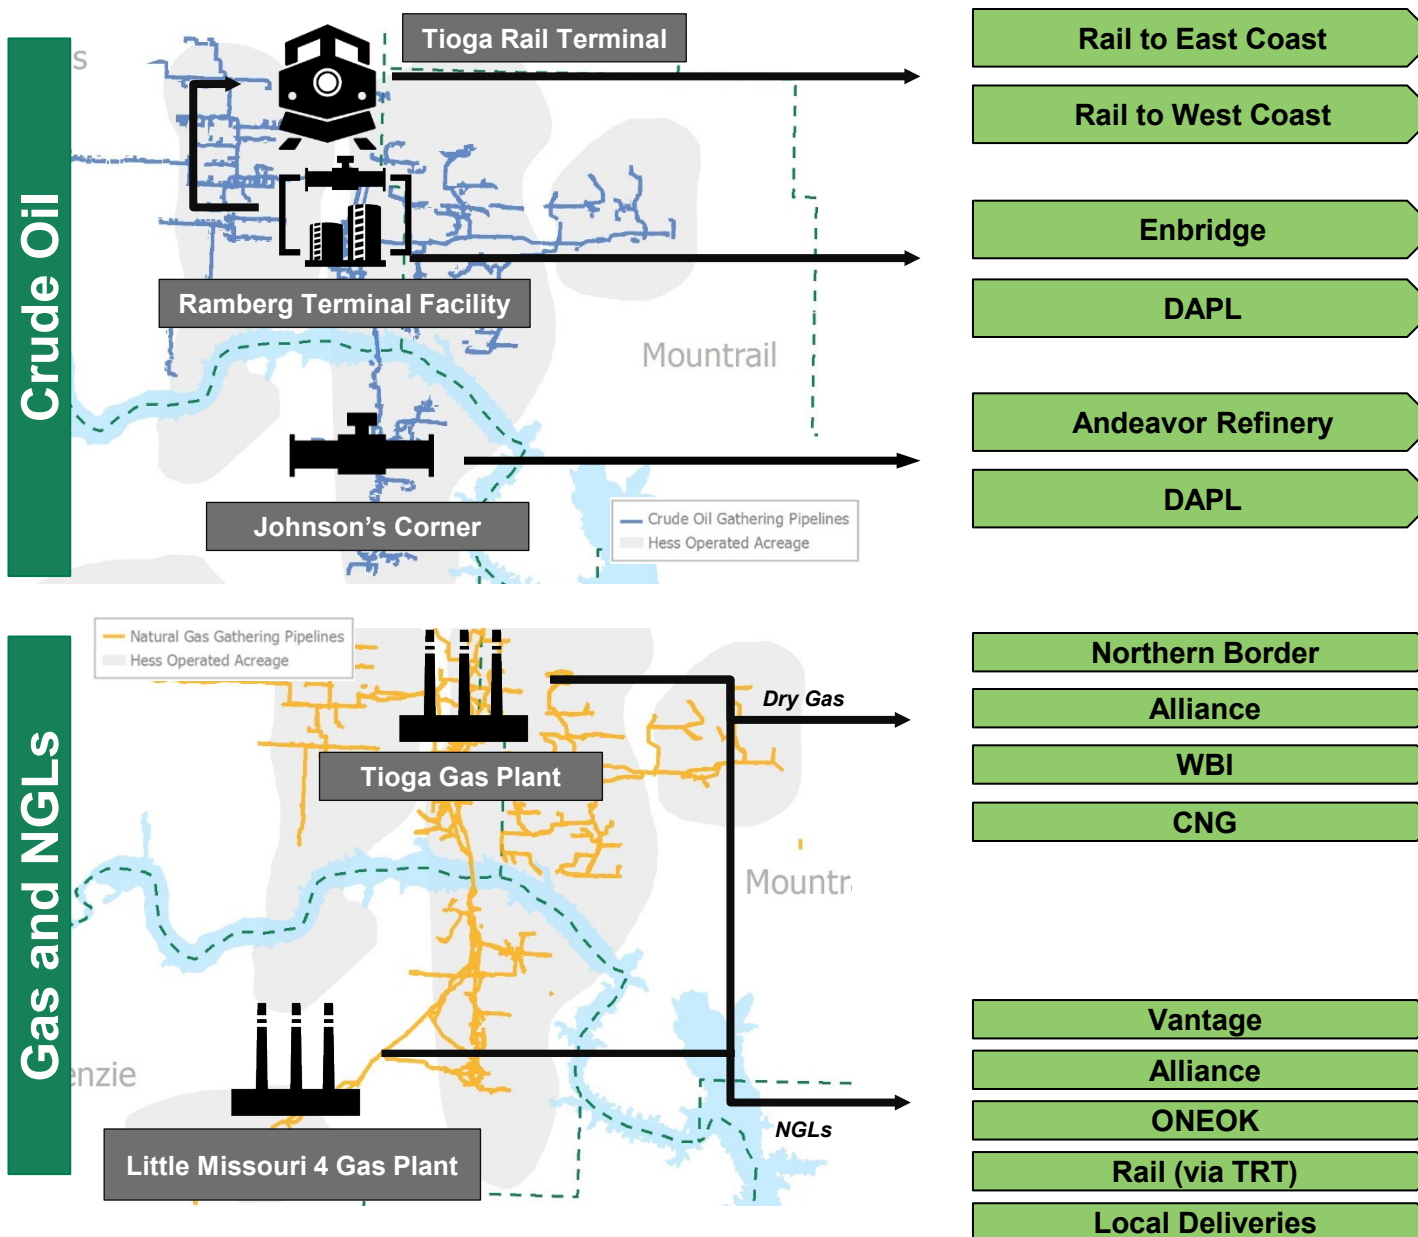 Crude Oil
s
Tioga Rail Terminal
Rail to East Coast
Rail to West Coast
Enbridge
Ramberg Terminal Facility
DAPL
Mountrail
Andeavor Refinery
Johnson's Corner
DAPL
Crude Oil Gathering Pipelines
Hess Operated Acreage
Gas and NGLs
Natural Gas Gathering Pipelines
Hess Operated Acreage
Northern Border
Dry Gas
Alliance
Tioga Gas Plant
WBI
CNG
Mountr
Vantage
enzie
Alliance
NGLs
ONEOK
Little Missouri 4 Gas Plant
Rail (via TRT)
Local Deliveries